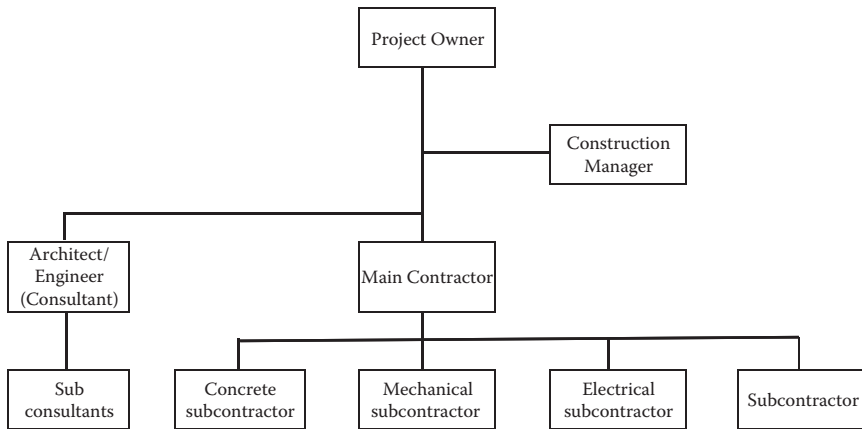 Project Owner
Construction
Manager
Architect/
Engineer
(Consultant)
Main Contractor
Sub
consultants
Concrete
subcontractor
Mechanical
subcontractor
Electrical
subcontractor
Subcontractor